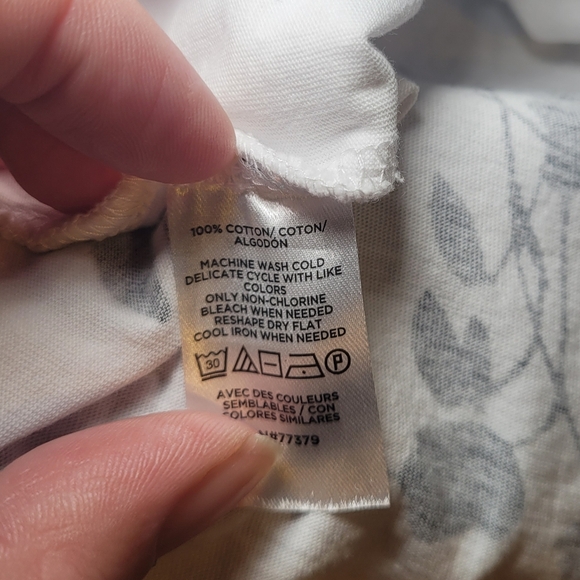 100% COTTON/ COTON/
ALGODÓN
MACHINE WASH COLD
DELICATE CYCLE WITH LIKE
COLORS
ONLY NON-CHLORINE
BLEACH WHEN NEEDED
RESHAPE DRY FLAT
COOL IRON WHEN NEEDED
30 P
AVEC DES COULEURS
SEMBLABLES / CON
COLORES SIMILARES
#77379